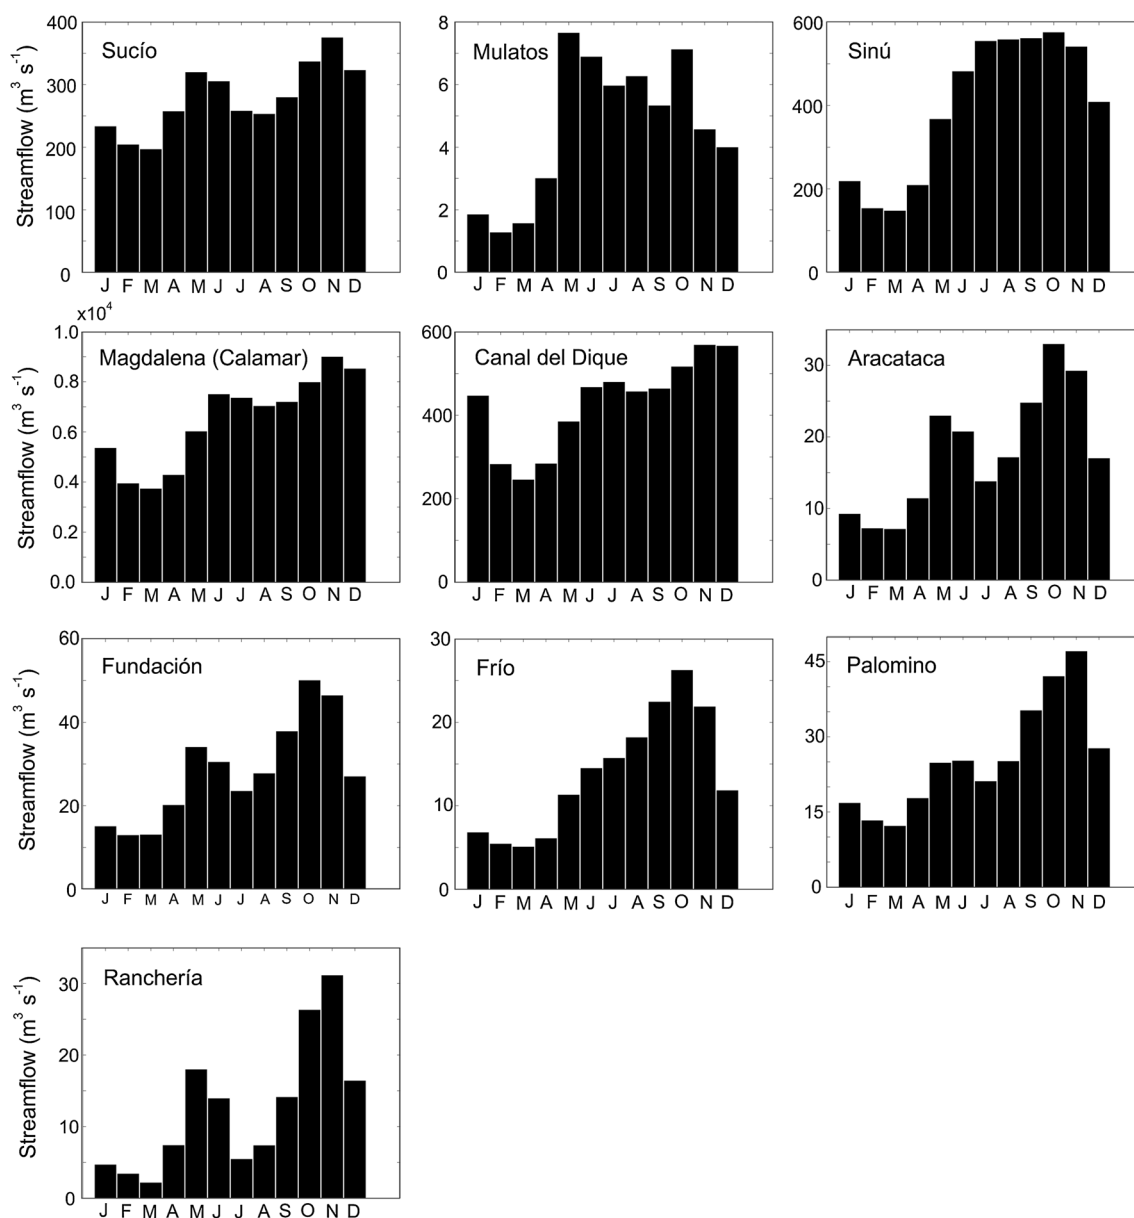 Sucío
Streamflow (m³ s⁻¹)
400
300
200
100
0
J F M A M J J A S O N D
Mulatos
8
6
4
2
0
J F M A M J J A S O N D
Sinú
600
400
200
0
J F M A M J J A S O N D
x10⁴
Magdalena (Calamar)
Streamflow (m³ s⁻¹)
1.0
0.8
0.6
0.4
0.2
0.0
J F M A M J J A S O N D
Canal del Dique
600
400
200
0
J F M A M J J A S O N D
Aracataca
30
20
10
0
J F M A M J J A S O N D
Fundación
Streamflow (m³ s⁻¹)
60
40
20
0
J F M A M J J A S O N D
Frío
30
20
10
0
J F M A M J J A S O N D
Palomino
45
30
15
0
J F M A M J J A S O N D
Ranchería
Streamflow (m³ s⁻¹)
30
20
10
0
J F M A M J J A S O N D